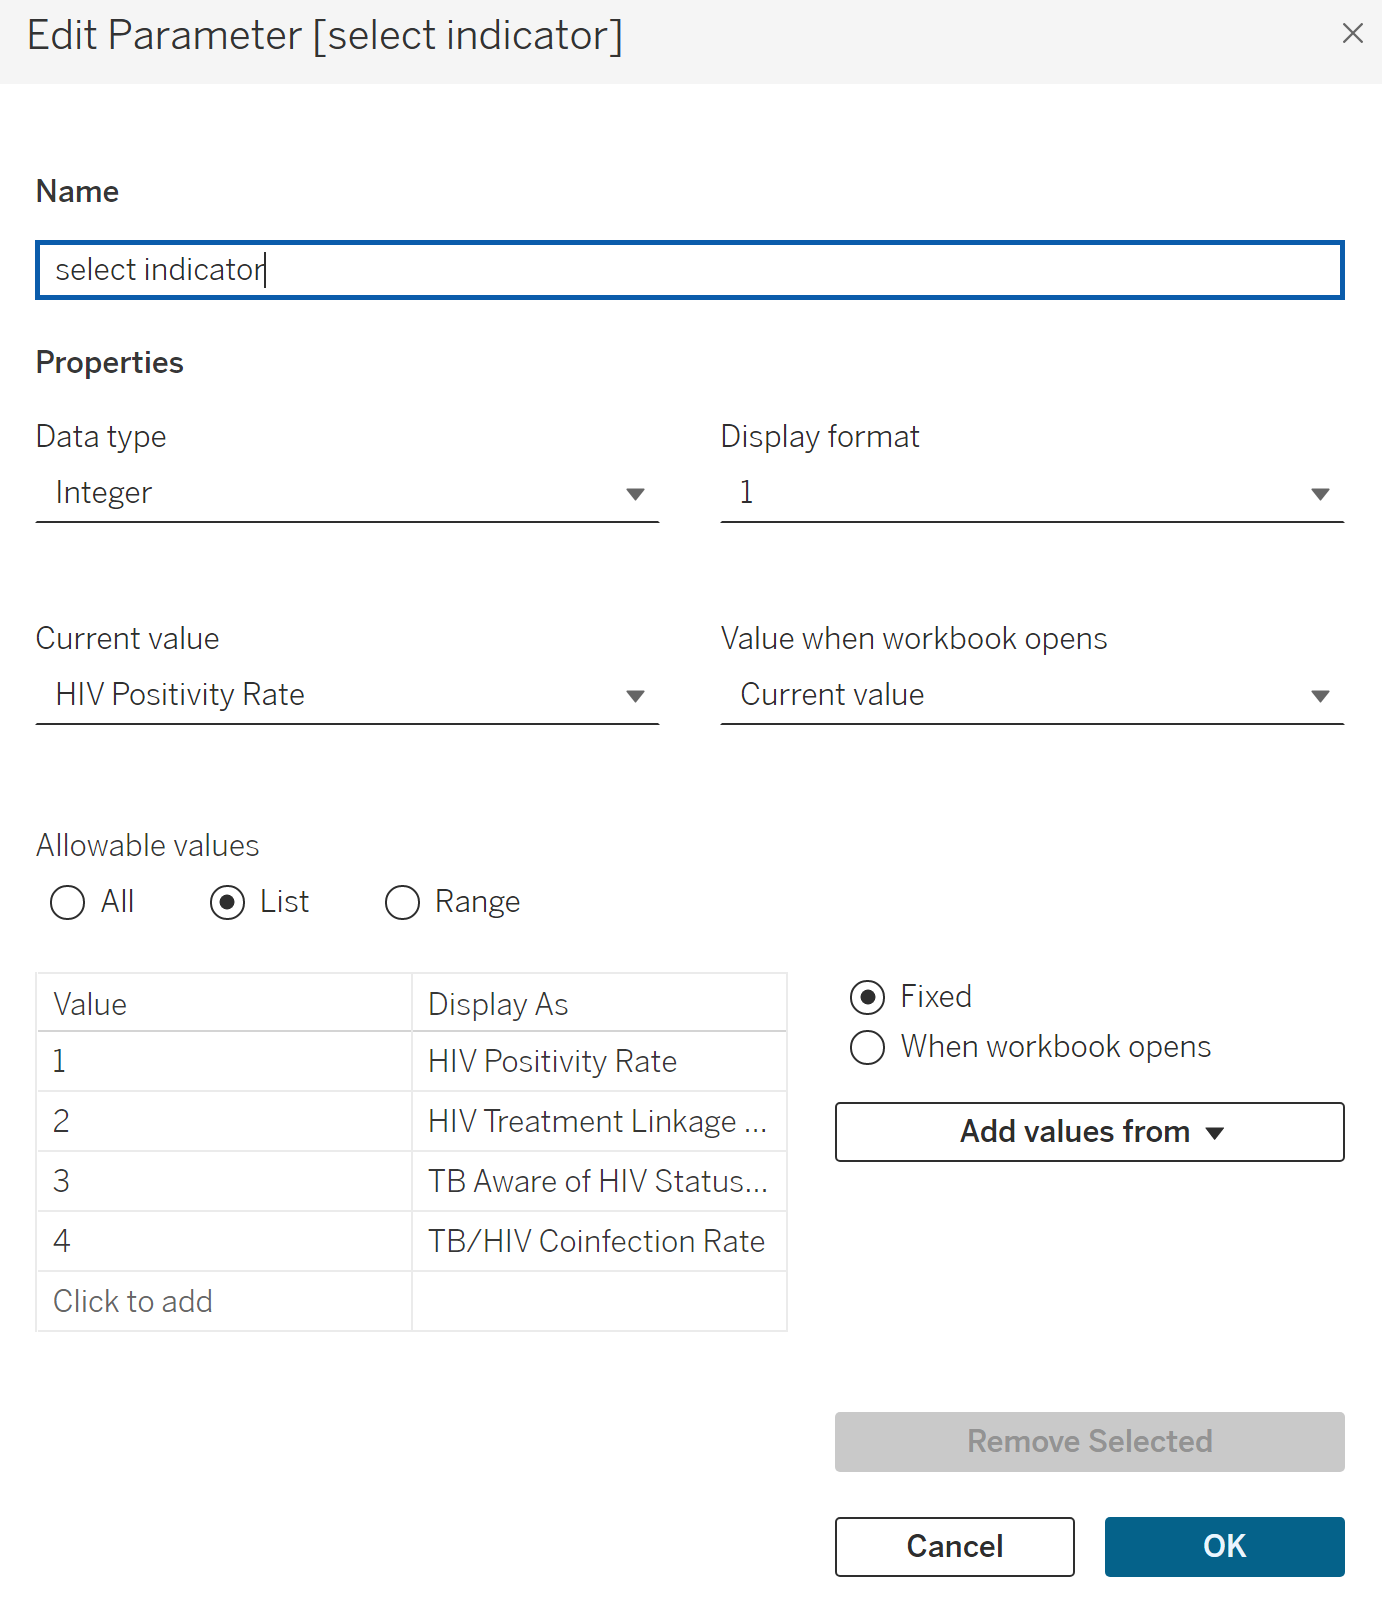 Edit Parameter [select indicator]
Name
select indicator
Properties
Data type
Display format
Integer
1
Current value
Value when workbook opens
HIV Positivity Rate
Current value
Allowable values
All
List
Range
Value
Display As
1
HIV Positivity Rate
2
HIV Treatment Linkage ...
3
TB Aware of HIV Status...
4
TB/HIV Coinfection Rate
Click to add
Fixed
When workbook opens
Add values from
Remove Selected
Cancel
OK